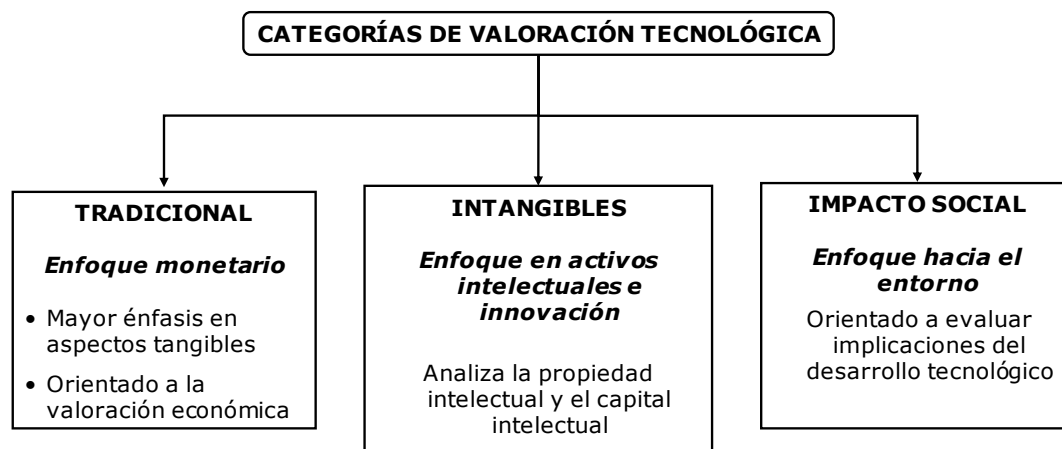 CATEGORÍAS DE VALORACIÓN TECNOLÓGICA
TRADICIONAL
Enfoque monetario
• Mayor énfasis en
aspectos tangibles
• Orientado a la
valoración económica
INTANGIBLES
Enfoque en activos
intelectuales e
innovación
Analiza la propiedad
intelectual y el capital
intelectual
IMPACTO SOCIAL
Enfoque hacia el
entorno
Orientado a evaluar
implicaciones del
desarrollo tecnológico